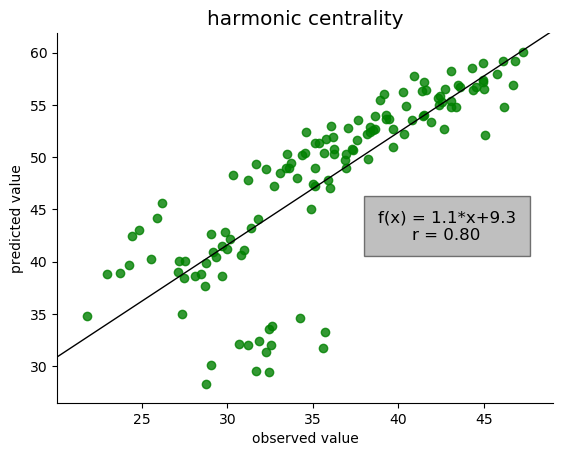 harmonic centrality
predicted value
60
55
50
45
40
35
30
f(x) = 1.1*x+9.3
r = 0.80
25 30 35 40 45
observed value